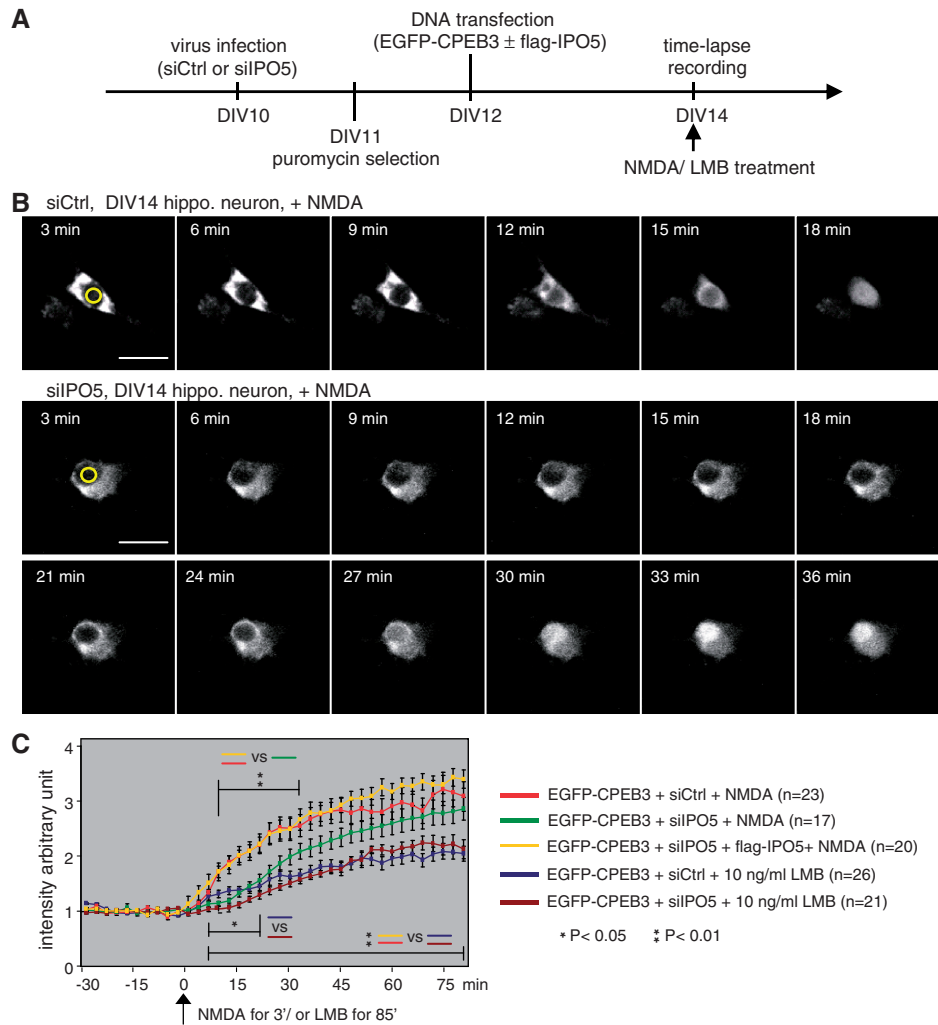 A
virus infection
(siCtrl or siIPO5)
DNA transfection
(EGFP-CPEB3 ± flag-IPO5)
time-lapse
recording
DIV10
DIV11
puromycin selection
DIV12
DIV14
NMDA/ LMB treatment
B
siCtrl, DIV14 hippo. neuron, + NMDA
3 min
6 min
9 min
12 min
15 min
18 min
siIPO5, DIV14 hippo. neuron, + NMDA
3 min
6 min
9 min
12 min
15 min
18 min
21 min
24 min
27 min
30 min
33 min
36 min
C
intensity arbitrary unit
4
3
2
1
0
-30
-15
0
15
30
45
60
75
min
vs
**
*
vs
**
vs
NMDA for 3'/ or LMB for 85'
EGFP-CPEB3 + siCtrl + NMDA (n=23)
EGFP-CPEB3 + siIPO5 + NMDA (n=17)
EGFP-CPEB3 + siIPO5 + flag-IPO5+ NMDA (n=20)
EGFP-CPEB3 + siCtrl + 10 ng/ml LMB (n=26)
EGFP-CPEB3 + siIPO5 + 10 ng/ml LMB (n=21)
* P< 0.05 ** P< 0.01